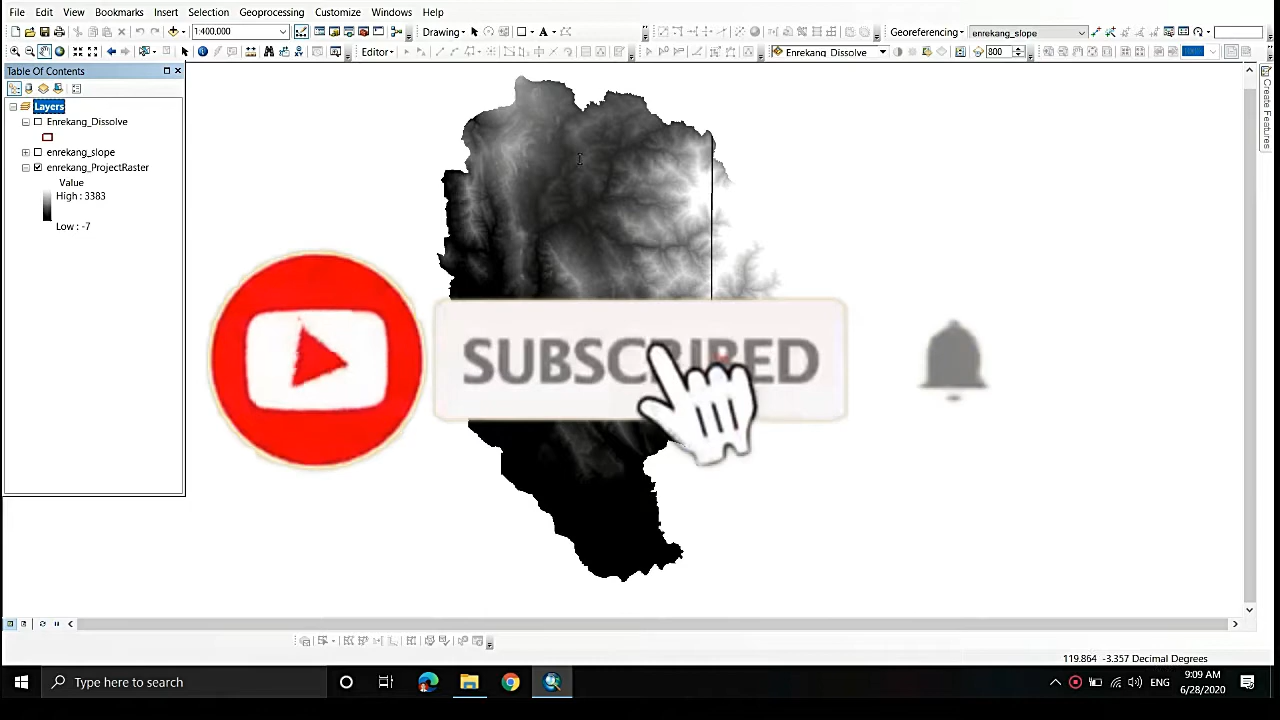 File Edit View Bookmarks Insert Selection Geoprocessing Customize Windows Help
1:400,000 Drawing Georeferencing enrekang_slope
Editor Enrekang_Dissolve 800
Table Of Contents
Layers
Enrekang_Dissolve
enrekang_slope
enrekang_ProjectRaster
Value
High : 3383
Low : -7
Create Features
SUBSCRIBED
119.864 -3.357 Decimal Degrees
Type here to search
ENG
9:09 AM
6/28/2020